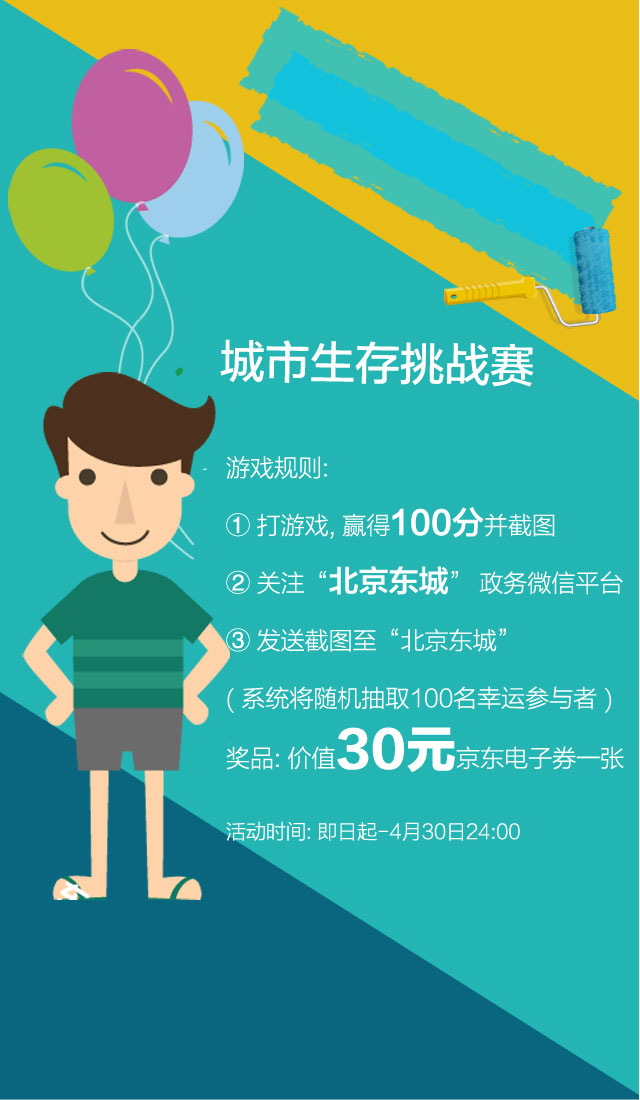 城市生存挑战赛
游戏规则:
① 打游戏, 赢得100分并截图
② 关注“北京东城” 政务微信平台
③ 发送截图至“北京东城”
( 系统将随机抽取100名幸运参与者 )
奖品: 价值30元京东电子券一张
活动时间: 即日起-4月30日24:00